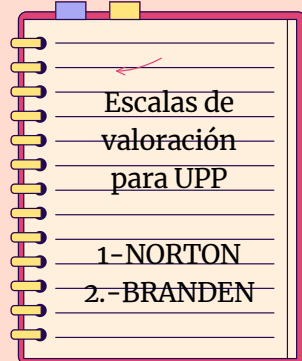 Escalas de
valoración
para UPP
1-NORTON
2.-BRANDEN